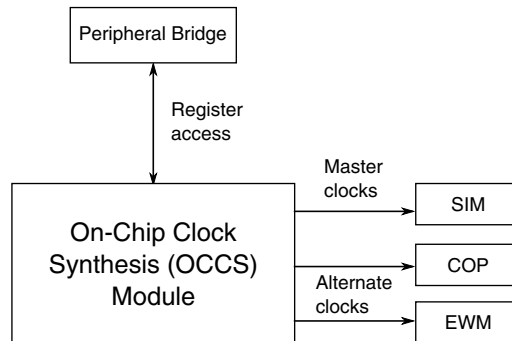 Peripheral Bridge
Register
access
Master
clocks
SIM
On-Chip Clock
Synthesis (OCCS)
Module
COP
Alternate
clocks
EWM